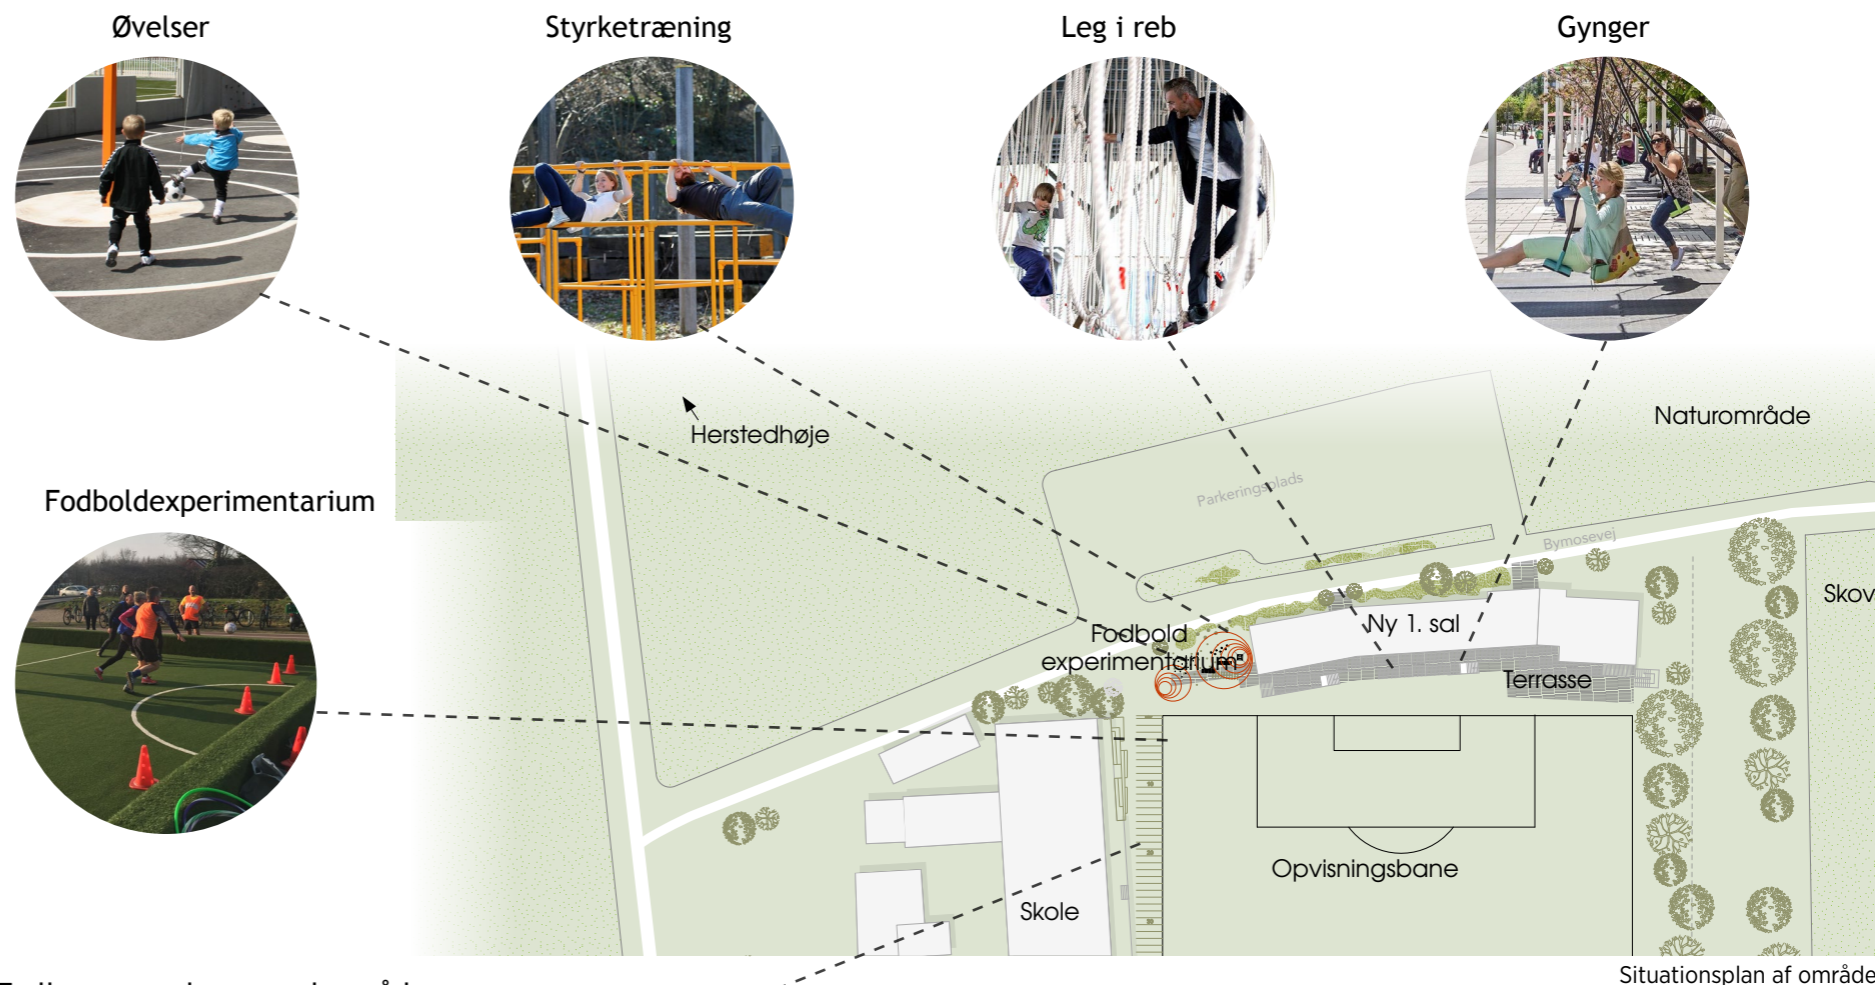 Øvelser
Styrketræning
Leg i reb
Gynger
Herstedhøje
Naturområde
Fodboldexperimentarium
Parkeringsplads
Bymosevej
Skov
Fodbold
experimentarium
Ny 1. sal
Terrasse
Opvisningsbane
Skole
Situationsplan af område